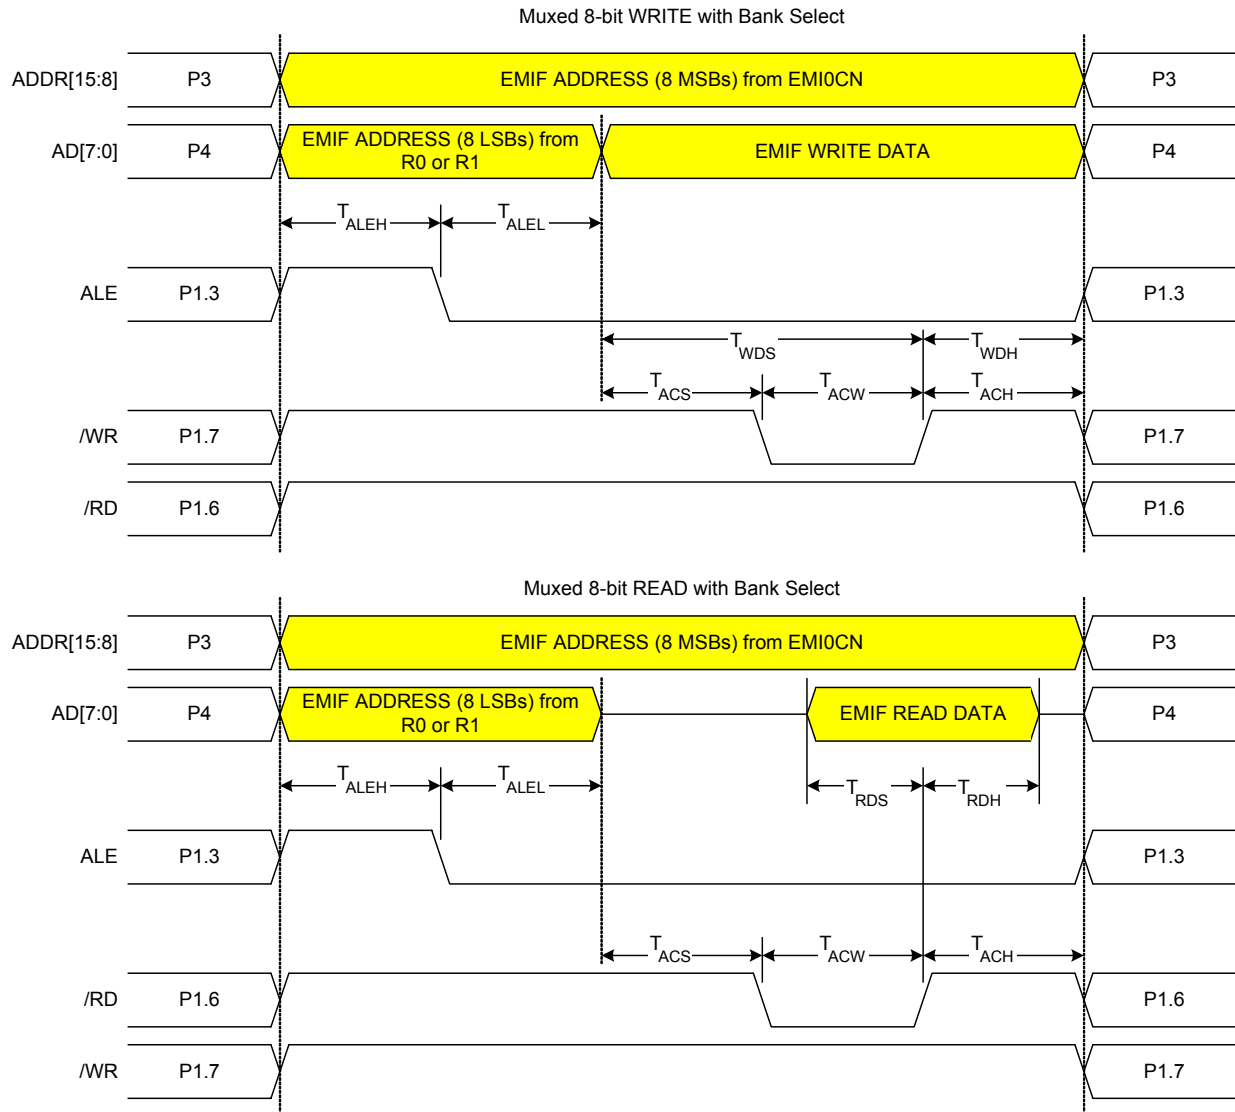 Muxed 8-bit WRITE with Bank Select
ADDR[15:8] P3 EMIF ADDRESS (8 MSBs) from EMI0CN P3
AD[7:0] P4 EMIF ADDRESS (8 LSBs) from R0 or R1 EMIF WRITE DATA P4
TALEH TALEL
ALE P1.3 P1.3
TWDS TWDH
TACS TACW TACH
/WR P1.7 P1.7
/RD P1.6 P1.6
Muxed 8-bit READ with Bank Select
ADDR[15:8] P3 EMIF ADDRESS (8 MSBs) from EMI0CN P3
AD[7:0] P4 EMIF ADDRESS (8 LSBs) from R0 or R1 EMIF READ DATA P4
TALEH TALEL TRDS TRDH
ALE P1.3 P1.3
TACS TACW TACH
/RD P1.6 P1.6
/WR P1.7 P1.7